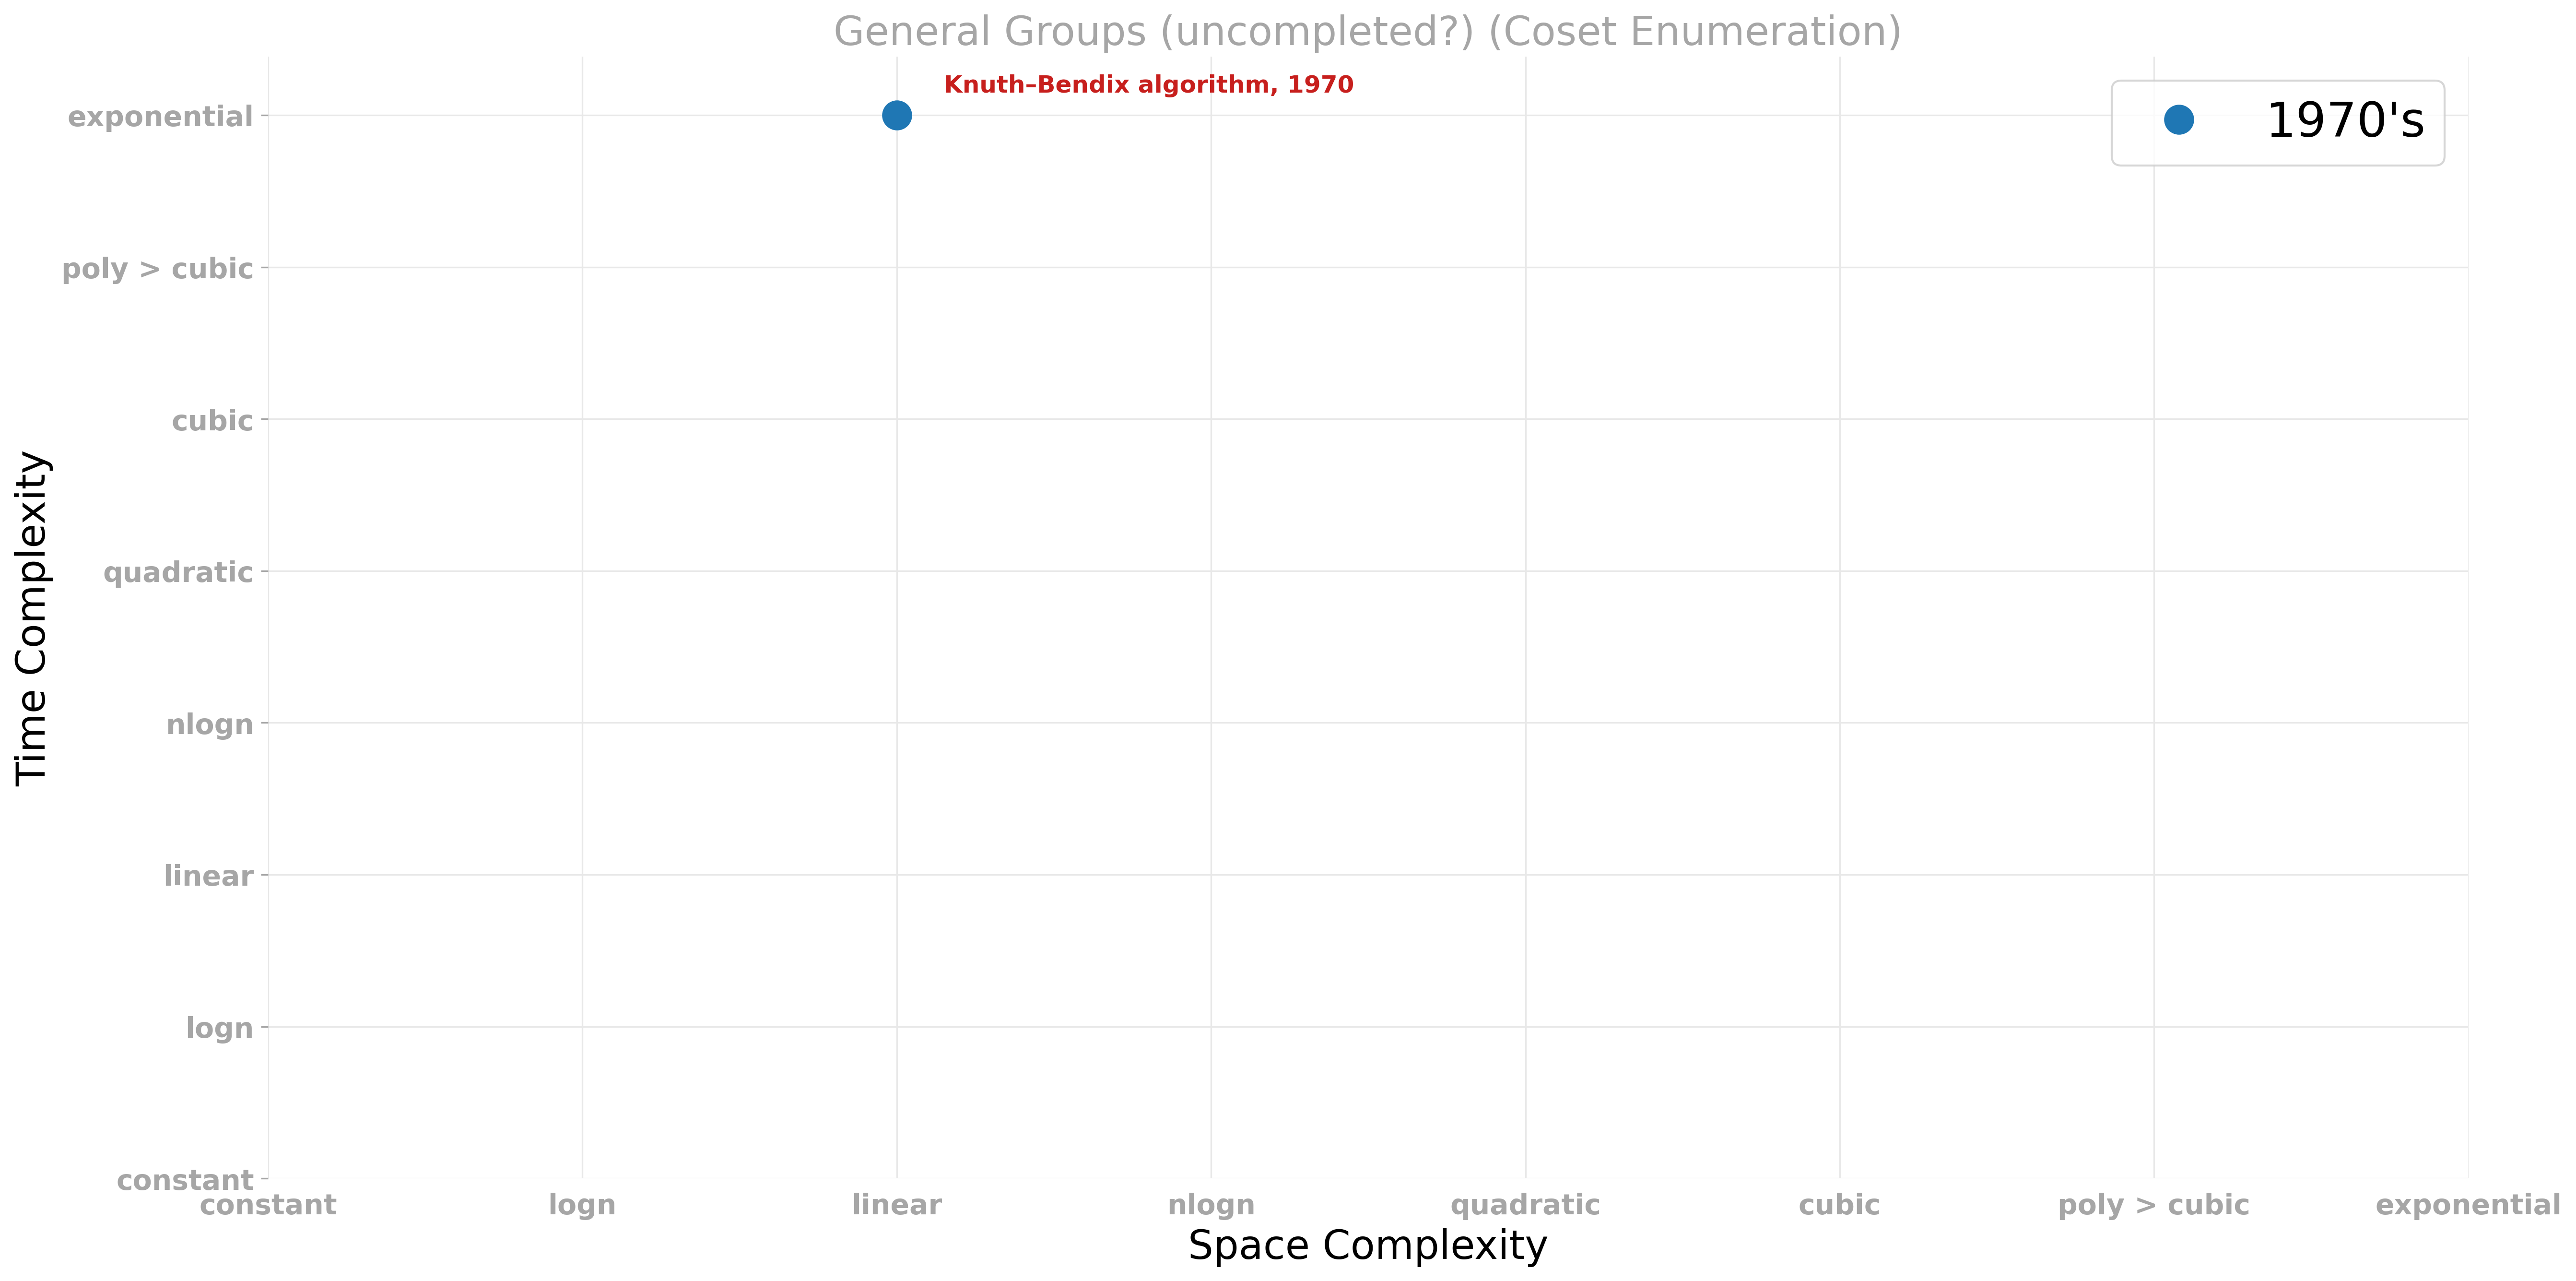 General Groups (uncompleted?) (Coset Enumeration)
Knuth–Bendix algorithm, 1970
1970's
Time Complexity
exponential
poly > cubic
cubic
quadratic
nlogn
linear
logn
constant
constant logn linear nlogn quadratic cubic poly > cubic exponential
Space Complexity